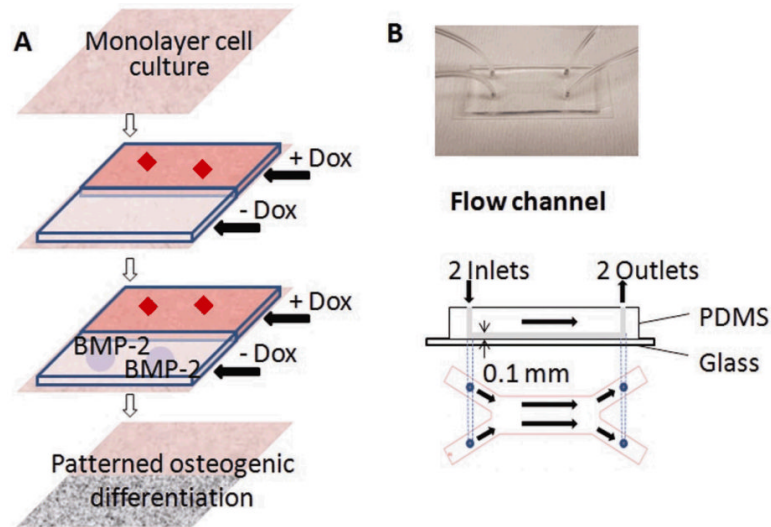 A
Monolayer cell
culture
+ Dox
- Dox
+ Dox
BMP-2
BMP-2
- Dox
Patterned osteogenic
differentiation
B
Flow channel
2 Inlets
2 Outlets
PDMS
Glass
0.1 mm